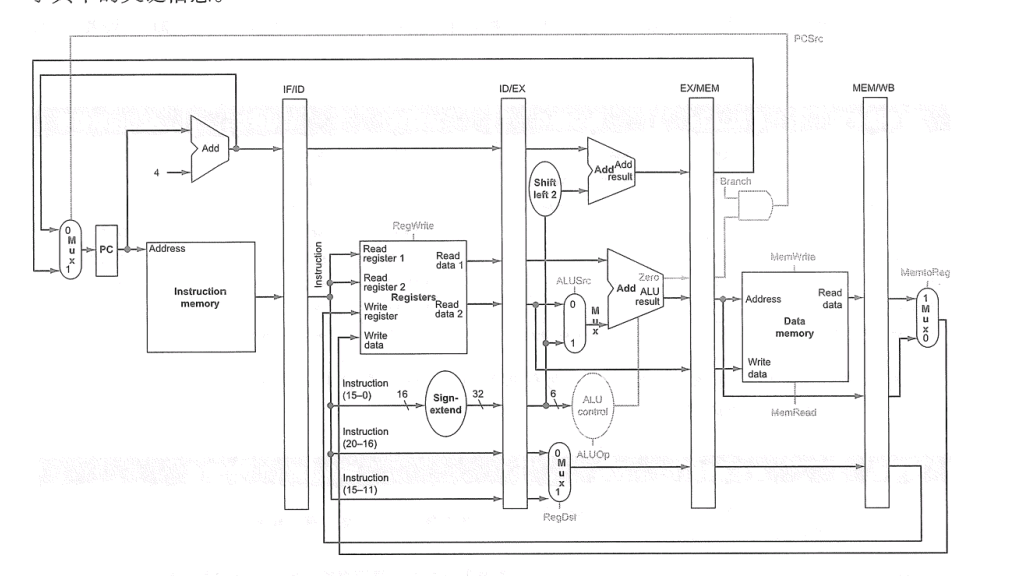 PCSrc
IF/ID
ID/EX
EX/MEM
MEM/WB
Add
4
Shift
left 2
Add
Add
result
Branch
0
M
u
x
1
PC
Address
Instruction
memory
Instruction
RegWrite
Read
register 1
Read
register 2
Write
register
Write
data
Registers
Read
data 1
Read
data 2
ALUSrc
0
1
M
u
x
Add
Zero
ALU
result
MemWrite
Address
Read
data
Data
memory
Write
data
MemRead
MemtoReg
1
M
u
x
0
Instruction
(15–0)
16
Sign-
extend
32
6
ALU
control
ALUOp
Instruction
(20–16)
Instruction
(15–11)
0
M
u
x
1
RegDst